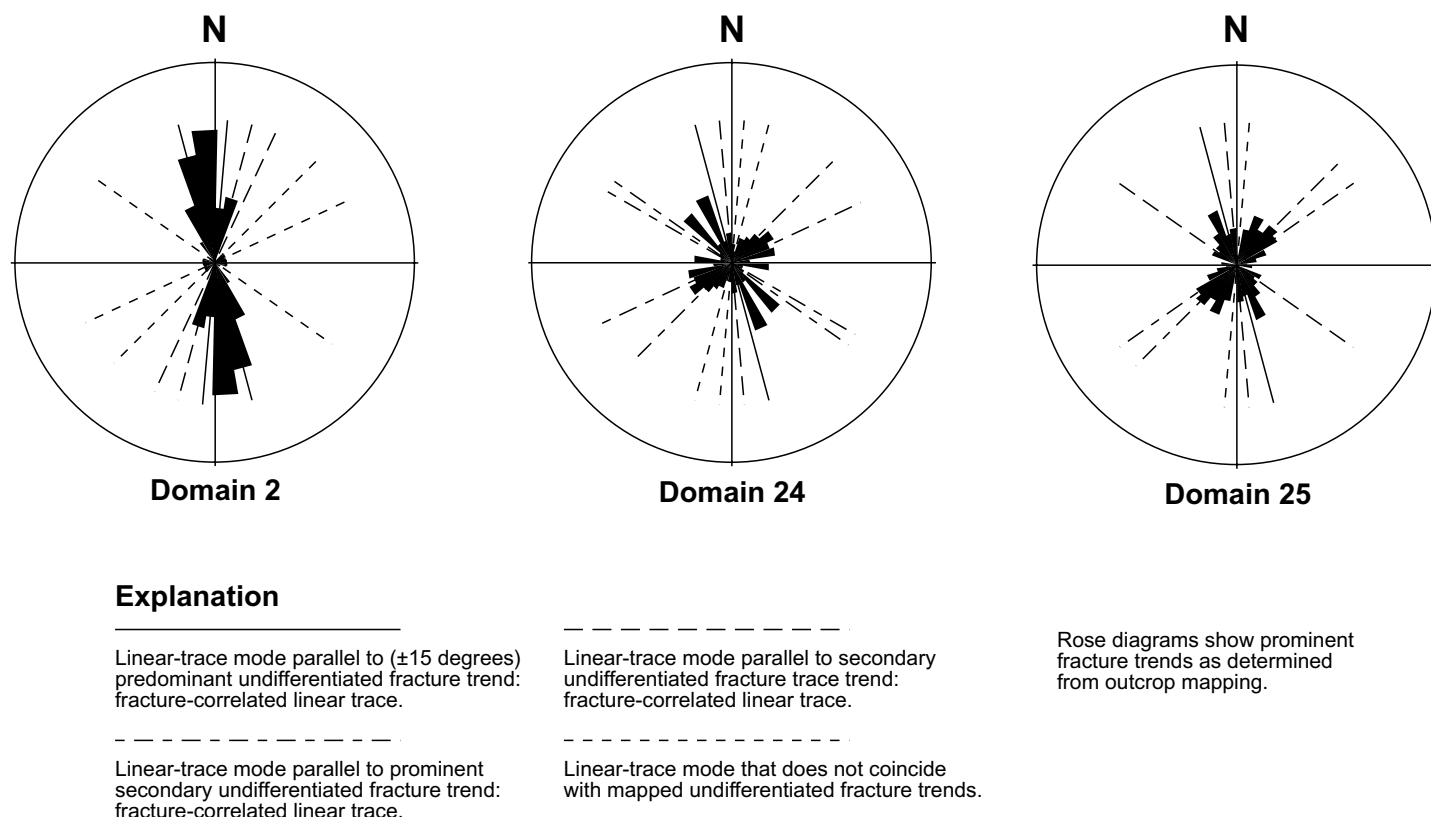 N
N
N
Domain 2
Domain 24
Domain 25
Explanation
Linear-trace mode parallel to (±15 degrees)
predominant undifferentiated fracture trend:
fracture-correlated linear trace.
Linear-trace mode parallel to prominent
secondary undifferentiated fracture trend:
fracture-correlated linear trace.
Linear-trace mode parallel to secondary
undifferentiated fracture trace trend:
fracture-correlated linear trace.
Linear-trace mode that does not coincide
with mapped undifferentiated fracture trends.
Rose diagrams show prominent
fracture trends as determined
from outcrop mapping.